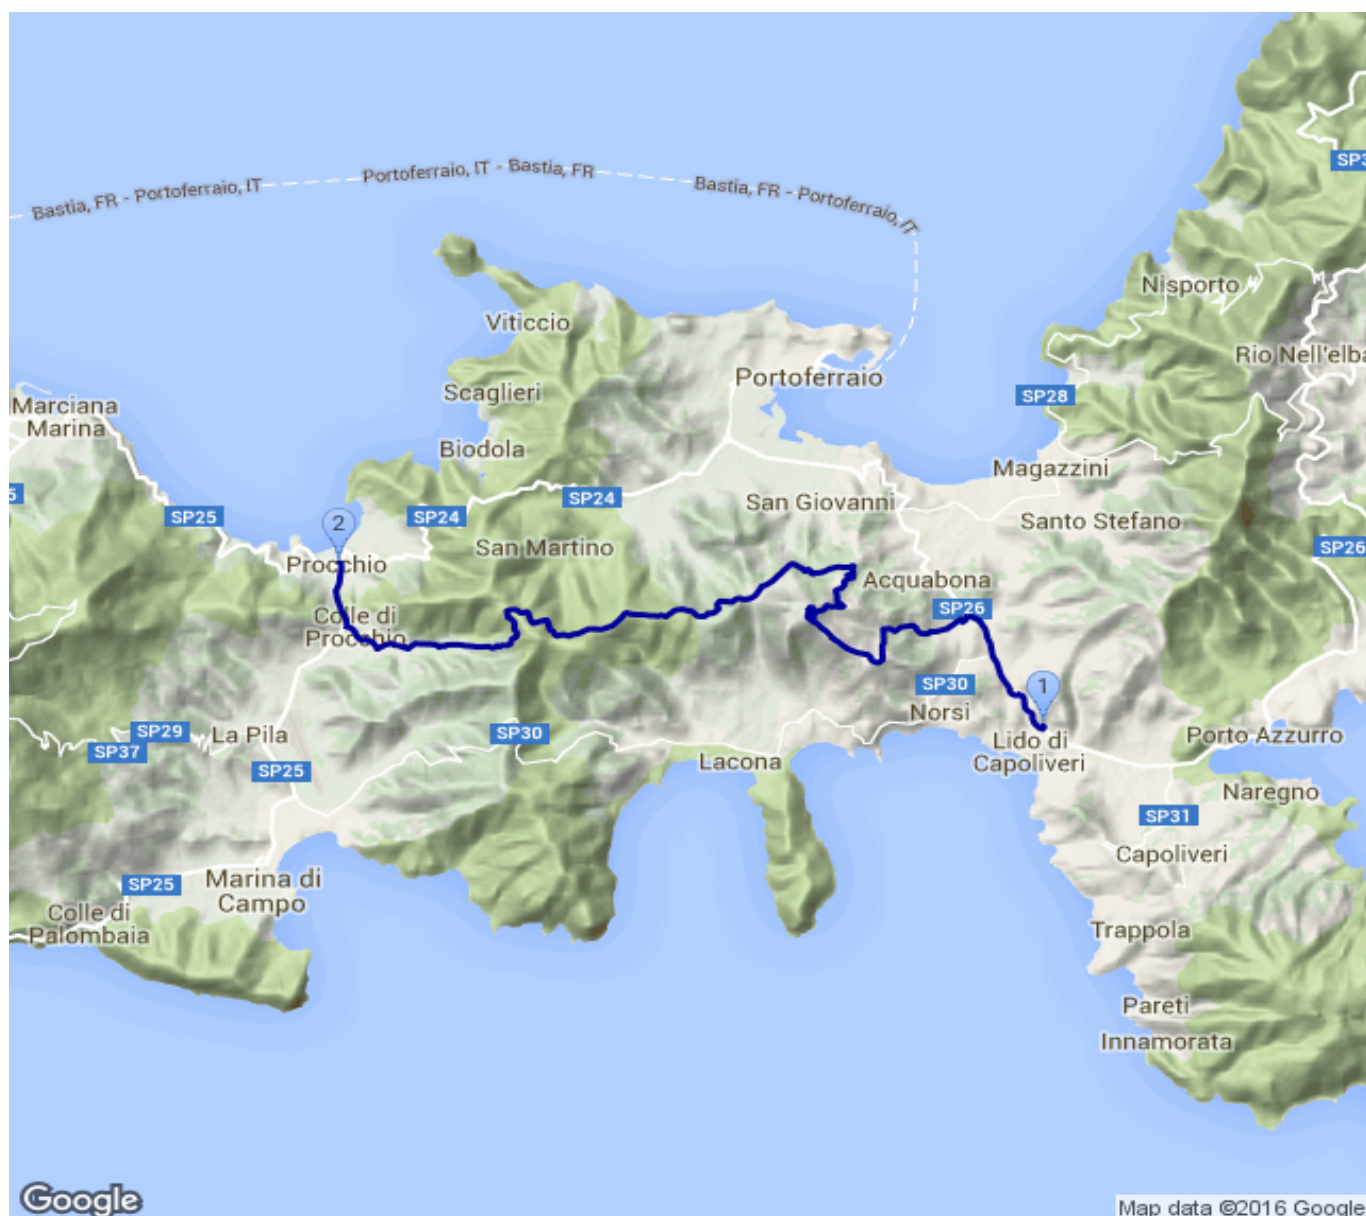 Bastia, FR - Portoferraio, IT
Portoferraio, IT - Bastia, FR
Bastia, FR - Portoferraio, IT
SP3
Nisporto
Viticcio
Rio Nell'elba
Portoferraio
Scaglieri
SP28
Marciana
Marina
Biodola
Magazzini
5
SP24
San Giovanni
SP25
SP24
Santo Stefano
2
San Martino
SP26
Procchio
Acquabona
SP26
Colle di
Procchio
SP30
1
Norsi
SP29
La Pila
SP30
Lido di
Capoliveri
Porto Azzurro
SP37
Lacona
SP25
Naregno
SP31
Capoliveri
Marina di
Campo
SP25
Colle di
Palombaia
Trappola
Pareti
Innamorata
Google
Map data ©2016 Google